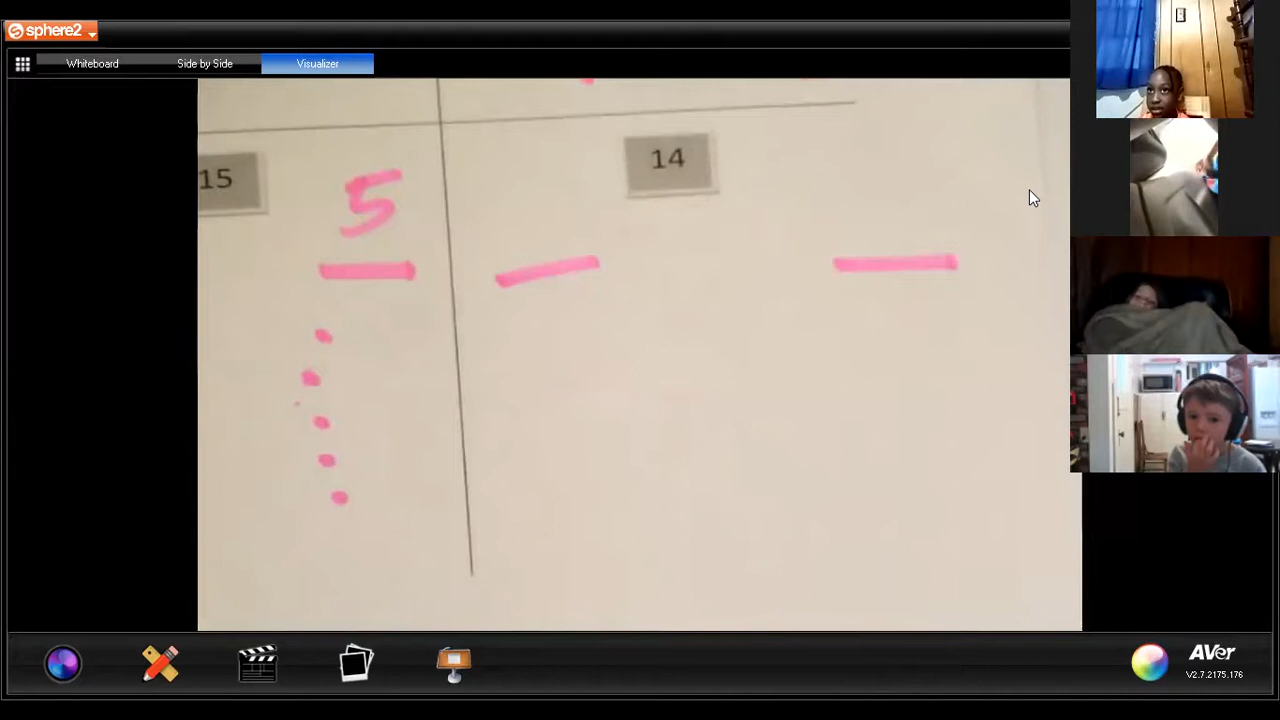 sphere2
Whiteboard Side by Side Visualizer
15 14
5
AVer
V2.7.2175.176